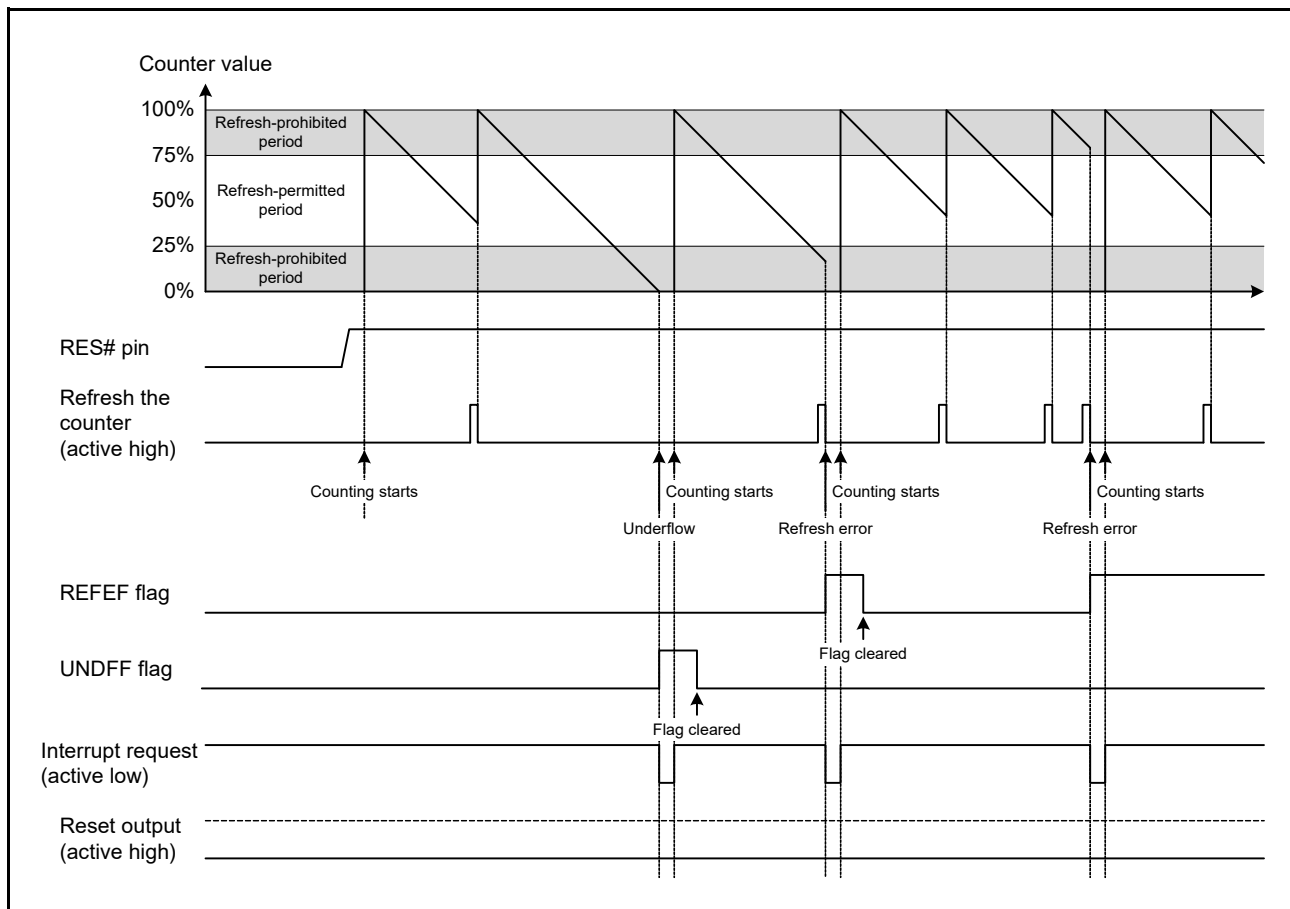 Counter value
100%
Refresh-prohibited
period
75%
Refresh-permitted
period
50%
25%
Refresh-prohibited
period
0%
RES# pin
Refresh the
counter
(active high)
Counting starts
Counting starts
Counting starts
Counting starts
Underflow
Refresh error
Refresh error
REFEF flag
Flag cleared
UNDFF flag
Flag cleared
Interrupt request
(active low)
Reset output
(active high)